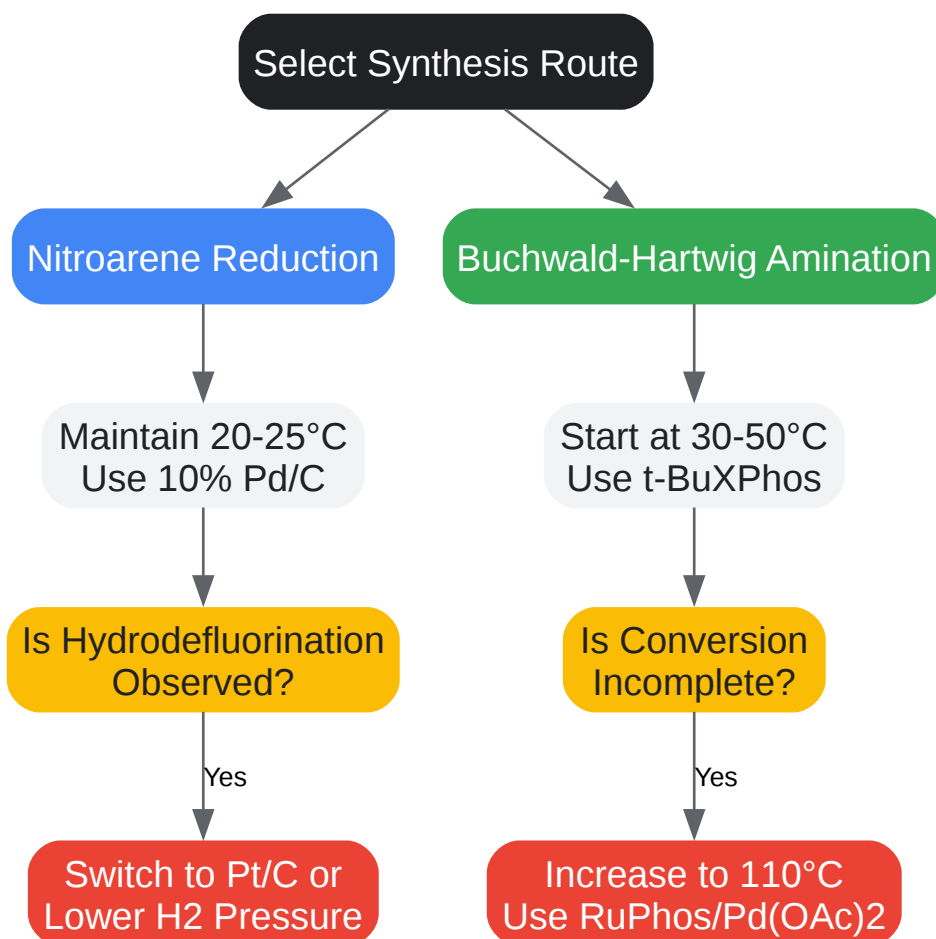 Select Synthesis Route
Nitroarene Reduction
Buchwald-Hartwig Amination
Maintain 20-25°C
Use 10% Pd/C
Start at 30-50°C
Use t-BuXPhos
Is Hydrodefluorination
Observed?
Is Conversion
Incomplete?
Yes
Yes
Switch to Pt/C or
Lower H2 Pressure
Increase to 110°C
Use RuPhos/Pd(OAc)2